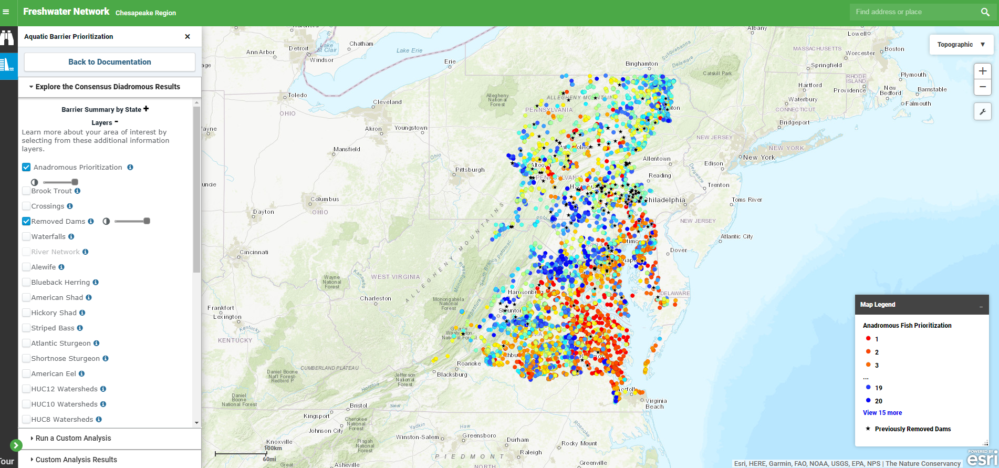 Freshwater Network Chesapeake Region
Find address or place
Aquatic Barrier Prioritization
Back to Documentation
Explore the Consensus Diadromous Results
Barrier Summary by State
Layers
Learn more about your area of interest by
selecting from these additional information
layers.
Anadromous Prioritization
Brook Trout
Crossings
Removed Dams
Waterfalls
River Network
Alewife
Blueback Herring
American Shad
Hickory Shad
Striped Bass
Atlantic Sturgeon
Shortnose Sturgeon
American Eel
HUC12 Watersheds
HUC10 Watersheds
HUC8 Watersheds
Run a Custom Analysis
Custom Analysis Results
Topographic
Map Legend
Anadromous Fish Prioritization
1
2
3
...
19
20
View 15 more
Previously Removed Dams
Ann Arbor
Detroit
Lake
St Clair
Chatham
Windsor
Lake Erie
Erie
Toledo
Cleveland
OHIO
Akron
Youngstown
Mansfield
Ohio
Pittsburgh
Columbus
OHIO
Dayton
Cincinnati
Allegheny
National
Forest
ALLEGHENY MOUNTAIN
PENNSYLVANIA
Binghamton
Susquehanna
Delaware
Catskill Park
Albany
Lowell
MASSACHUSETTS
Worcester
Boston
Springfield
Plymouth
RHODE
ISLAND
Hartford
Providence
New
Bedford
Barnstable
Waterbury
CONNECTICUT
Falmouth
Bridgeport
NEW JERSEY
NEW YORK
New York
Allentown
Edison
Reading
Delaware
Trenton
Toms River
Philadelphia
NEW JERSEY
Atlantic City
Dover
DELAWARE
Altoona
WEST VIRGINIA
Wayne
National
Forest
Kanawha
Charleston
ALLEGHENY MOUNTAINS
South Branch Potomac
Monongahela
National
Forest
Harrisonburg
Staunton
Frankfort
Lexington
Kentucky
KENTUCKY
Roanoke
Blacksburg
CUMBERLAND PLATEAU
Daniel Boone
Nat'l Forest-
Redbird P
Jefferson
National
Forest
Daniel
Boone
National Forest
Holston
New
Bristol
Kingsport
Cherokee
National
Forest
Johnson City
Pisgah
National
Forest
Knoxville
Great
Asheville
Yadkin
Haw
Winston-Salem
Greensboro
Durham
Raleigh
PIEDMONT
NORTH
Roanoke
Rocky Mount
Greenville
Virginia
Beach
100km
60mi
Tour
Esri, HERE, Garmin, FAO, NOAA, USGS, EPA, NPS | The Nature Conservancy
POWERED BY
esri